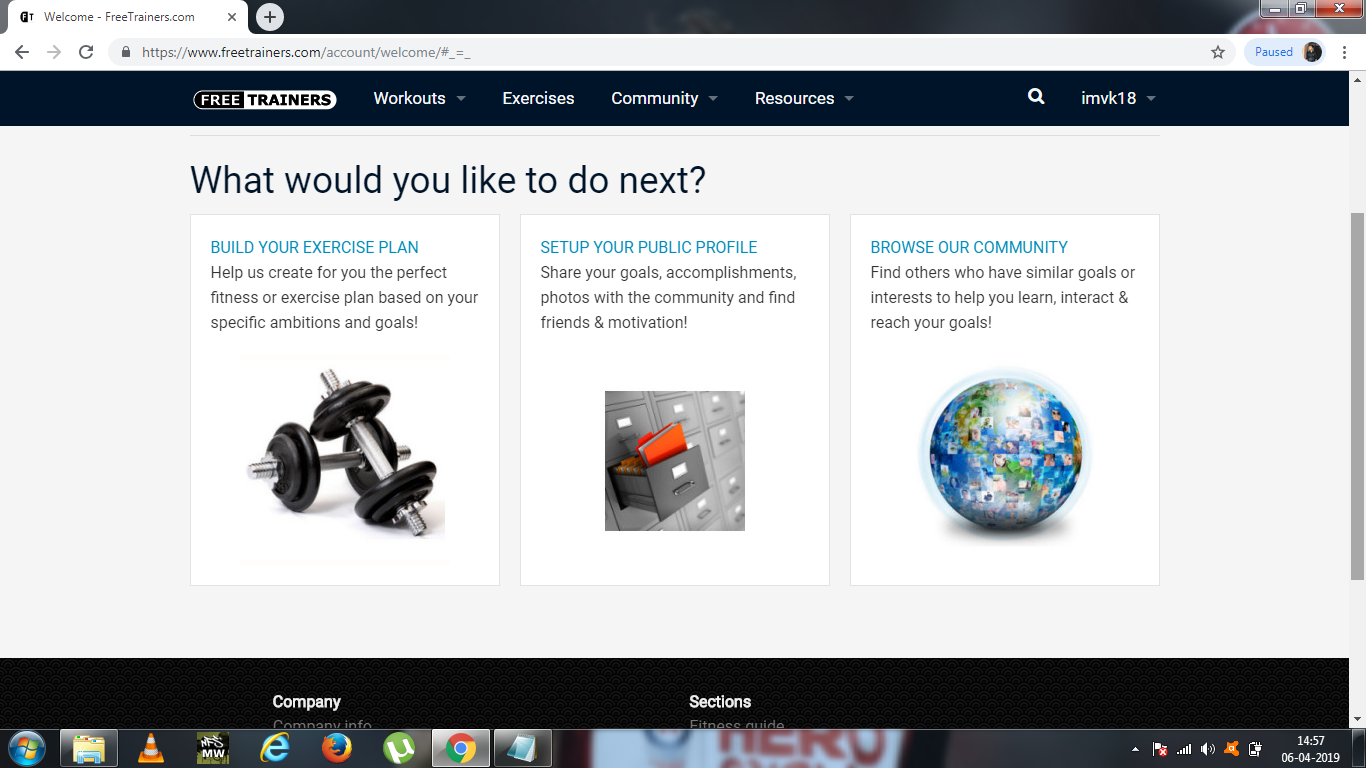 FT
Welcome - FreeTrainers.com
https://www.freetrainers.com/account/welcome/#_=_
Paused
FREE TRAINERS
Workouts
Exercises
Community
Resources
imvk18
What would you like to do next?
BUILD YOUR EXERCISE PLAN
Help us create for you the perfect
fitness or exercise plan based on your
specific ambitions and goals!
SETUP YOUR PUBLIC PROFILE
Share your goals, accomplishments,
photos with the community and find
friends & motivation!
BROWSE OUR COMMUNITY
Find others who have similar goals or
interests to help you learn, interact &
reach your goals!
Company
Company info
Sections
Fitness guide
NFS
MW
HERO
14:57
06-04-2019